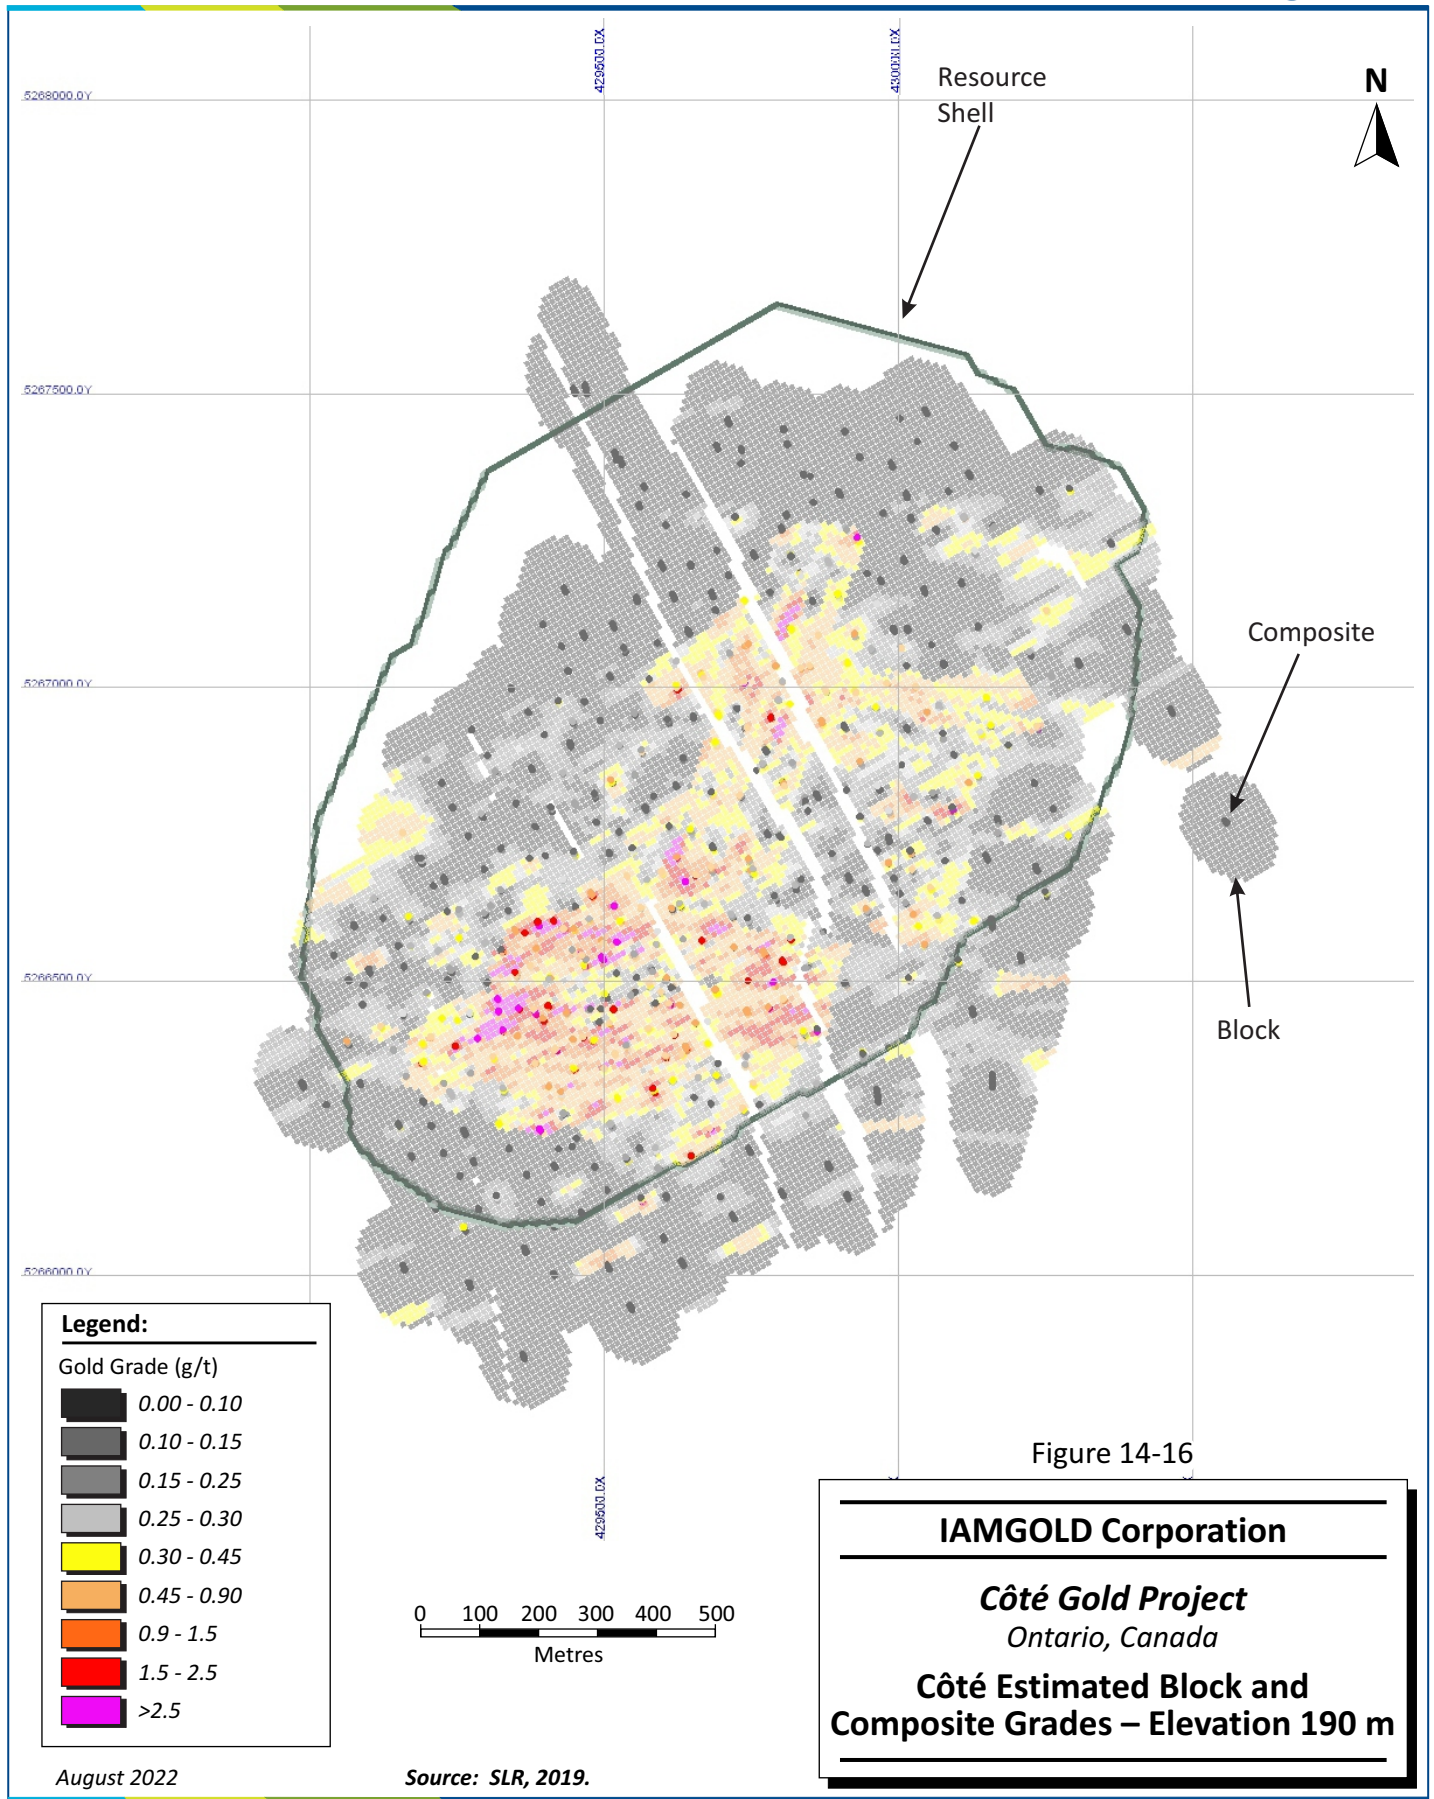 429500.0X
430000.0X
5268000.0Y
Resource
Shell
N
5267500.0Y
Composite
5267000.0Y
5266500.0Y
Block
5266000.0Y
Legend:
Gold Grade (g/t)
0.00 - 0.10
0.10 - 0.15
0.15 - 0.25
0.25 - 0.30
0.30 - 0.45
0.45 - 0.90
0.9 - 1.5
1.5 - 2.5
>2.5
429500.0X
0 100 200 300 400 500
Metres
Figure 14-16
IAMGOLD Corporation
Côté Gold Project
Ontario, Canada
Côté Estimated Block and
Composite Grades – Elevation 190 m
August 2022
Source: SLR, 2019.